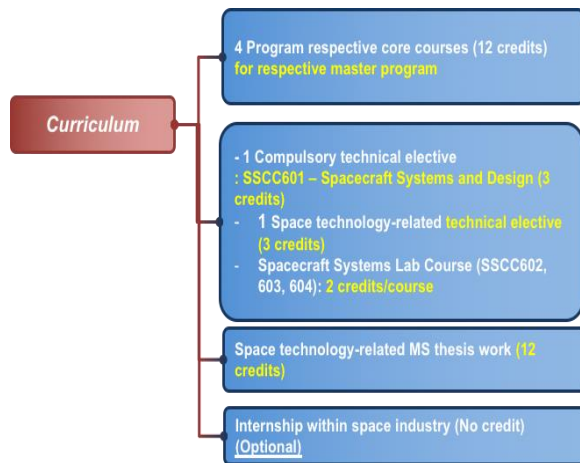 4 Program respective core courses (12 credits)
for respective master program
Curriculum
- 1 Compulsory technical elective
: SSCC601 – Spacecraft Systems and Design (3
credits)
- 1 Space technology-related technical elective
(3 credits)
- Spacecraft Systems Lab Course (SSCC602,
603, 604): 2 credits/course
Space technology-related MS thesis work (12
credits)
Internship within space industry (No credit)
(Optional)